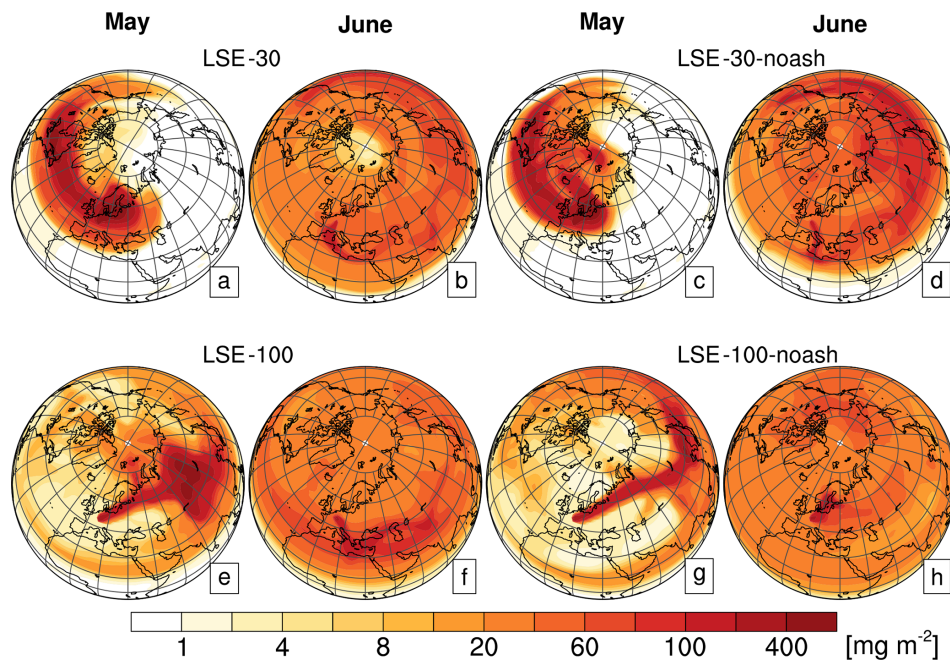 May June May June
LSE-30 LSE-30-noash
a b c d
LSE-100 LSE-100-noash
e f g h
1 4 8 20 60 100 400 [mg m⁻²]